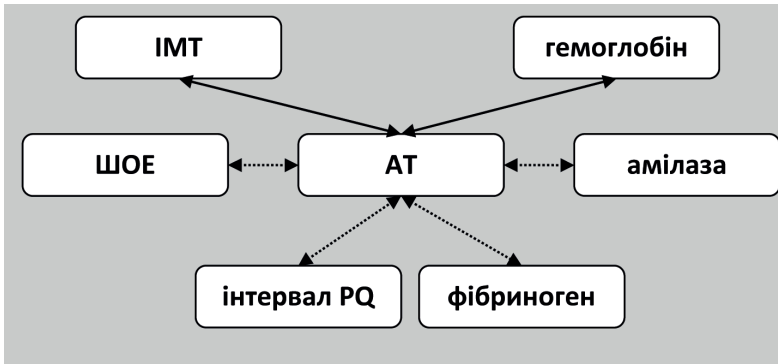 ІМТ
гемоглобін
ШОЕ
АТ
амілаза
інтервал PQ
фібриноген